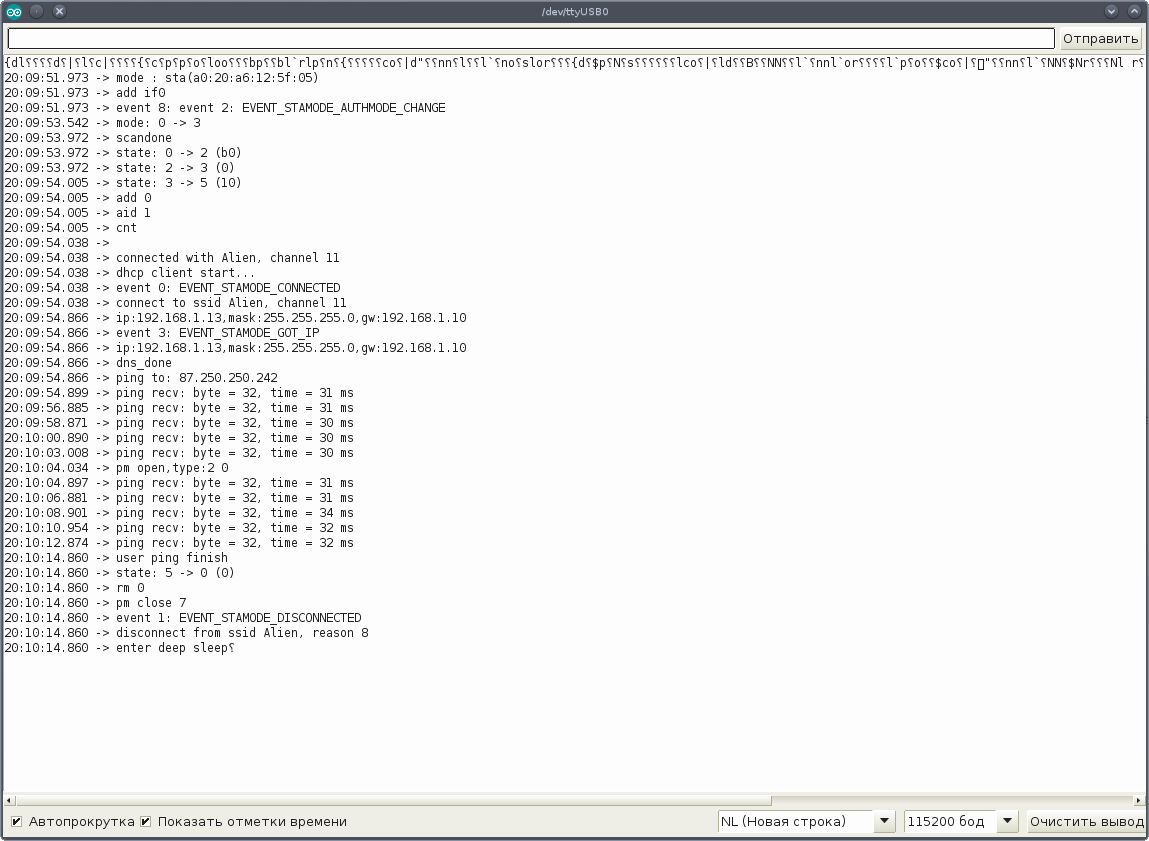 /dev/ttyUSB0
Отправить
20:09:51.973 -> mode : sta(a0:20:a6:12:5f:05)
20:09:51.973 -> add if0
20:09:51.973 -> event 8: event 2: EVENT_STAMODE_AUTHMODE_CHANGE
20:09:53.542 -> mode: 0 -> 3
20:09:53.972 -> scandone
20:09:53.972 -> state: 0 -> 2 (b0)
20:09:53.972 -> state: 2 -> 3 (0)
20:09:54.005 -> state: 3 -> 5 (10)
20:09:54.005 -> add 0
20:09:54.005 -> aid 1
20:09:54.005 -> cnt
20:09:54.038 ->
20:09:54.038 -> connected with Alien, channel 11
20:09:54.038 -> dhcp client start...
20:09:54.038 -> event 0: EVENT_STAMODE_CONNECTED
20:09:54.038 -> connect to ssid Alien, channel 11
20:09:54.866 -> ip:192.168.1.13,mask:255.255.255.0,gw:192.168.1.10
20:09:54.866 -> event 3: EVENT_STAMODE_GOT_IP
20:09:54.866 -> ip:192.168.1.13,mask:255.255.255.0,gw:192.168.1.10
20:09:54.866 -> dns_done
20:09:54.866 -> ping to: 87.250.250.242
20:09:54.899 -> ping recv: byte = 32, time = 31 ms
20:09:56.885 -> ping recv: byte = 32, time = 31 ms
20:09:58.871 -> ping recv: byte = 32, time = 30 ms
20:10:00.890 -> ping recv: byte = 32, time = 30 ms
20:10:03.008 -> ping recv: byte = 32, time = 30 ms
20:10:04.034 -> pm open,type:2 0
20:10:04.897 -> ping recv: byte = 32, time = 31 ms
20:10:06.881 -> ping recv: byte = 32, time = 31 ms
20:10:08.901 -> ping recv: byte = 32, time = 34 ms
20:10:10.954 -> ping recv: byte = 32, time = 32 ms
20:10:12.874 -> ping recv: byte = 32, time = 32 ms
20:10:14.860 -> user ping finish
20:10:14.860 -> state: 5 -> 0 (0)
20:10:14.860 -> rm 0
20:10:14.860 -> pm close 7
20:10:14.860 -> event 1: EVENT_STAMODE_DISCONNECTED
20:10:14.860 -> disconnect from ssid Alien, reason 8
20:10:14.860 -> enter deep sleep⸮
Автопрокрутка Показать отметки времени NL (Новая строка) 115200 бод Очистить вывод